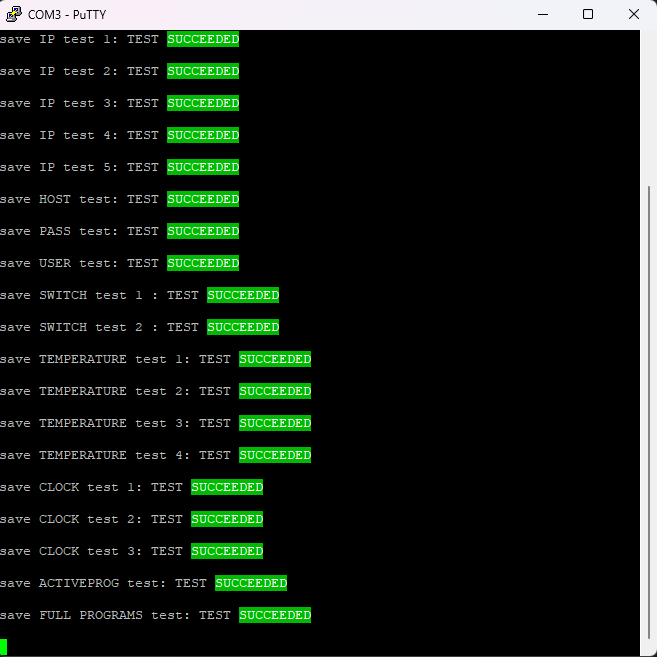 COM3 - PuTTY
save IP test 1: TEST SUCCEEDED
save IP test 2: TEST SUCCEEDED
save IP test 3: TEST SUCCEEDED
save IP test 4: TEST SUCCEEDED
save IP test 5: TEST SUCCEEDED
save HOST test: TEST SUCCEEDED
save PASS test: TEST SUCCEEDED
save USER test: TEST SUCCEEDED
save SWITCH test 1 : TEST SUCCEEDED
save SWITCH test 2 : TEST SUCCEEDED
save TEMPERATURE test 1: TEST SUCCEEDED
save TEMPERATURE test 2: TEST SUCCEEDED
save TEMPERATURE test 3: TEST SUCCEEDED
save TEMPERATURE test 4: TEST SUCCEEDED
save CLOCK test 1: TEST SUCCEEDED
save CLOCK test 2: TEST SUCCEEDED
save CLOCK test 3: TEST SUCCEEDED
save ACTIVEPROG test: TEST SUCCEEDED
save FULL PROGRAMS test: TEST SUCCEEDED